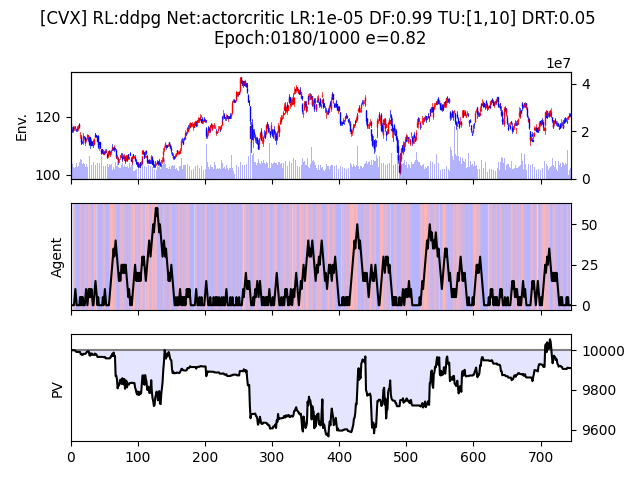 [CVX] RL:ddpg Net:actorcritic LR:1e-05 DF:0.99 TU:[1,10] DRT:0.05
Epoch:0180/1000 e=0.82
1e7
Env.
120
100
4
2
0
Agent
50
25
0
PV
10000
9800
9600
0 100 200 300 400 500 600 700